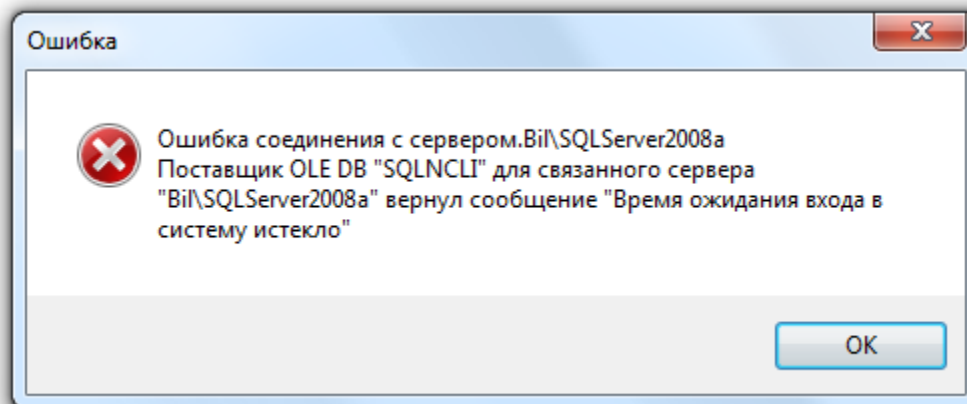 Ошибка
Ошибка соединения с сервером.Bil\SQLServer2008a
Поставщик OLE DB "SQLNCLI" для связанного сервера
"Bil\SQLServer2008a" вернул сообщение "Время ожидания входа в
систему истекло"
OK